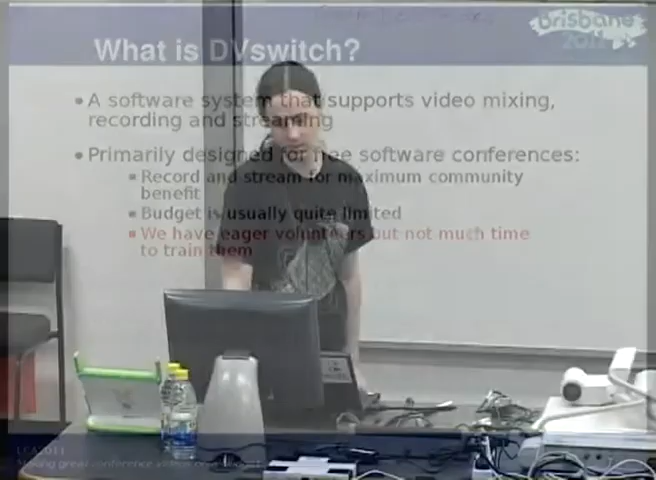 Brisbane
2011
What is DVswitch?
•A software system that supports video mixing,
recording and streaming
•Primarily designed for free software conferences:
▪Record and stream for maximum community
benefit
▪Budget is usually quite limited
▪We have eager volunteers but not much time
to train them
LCA2011